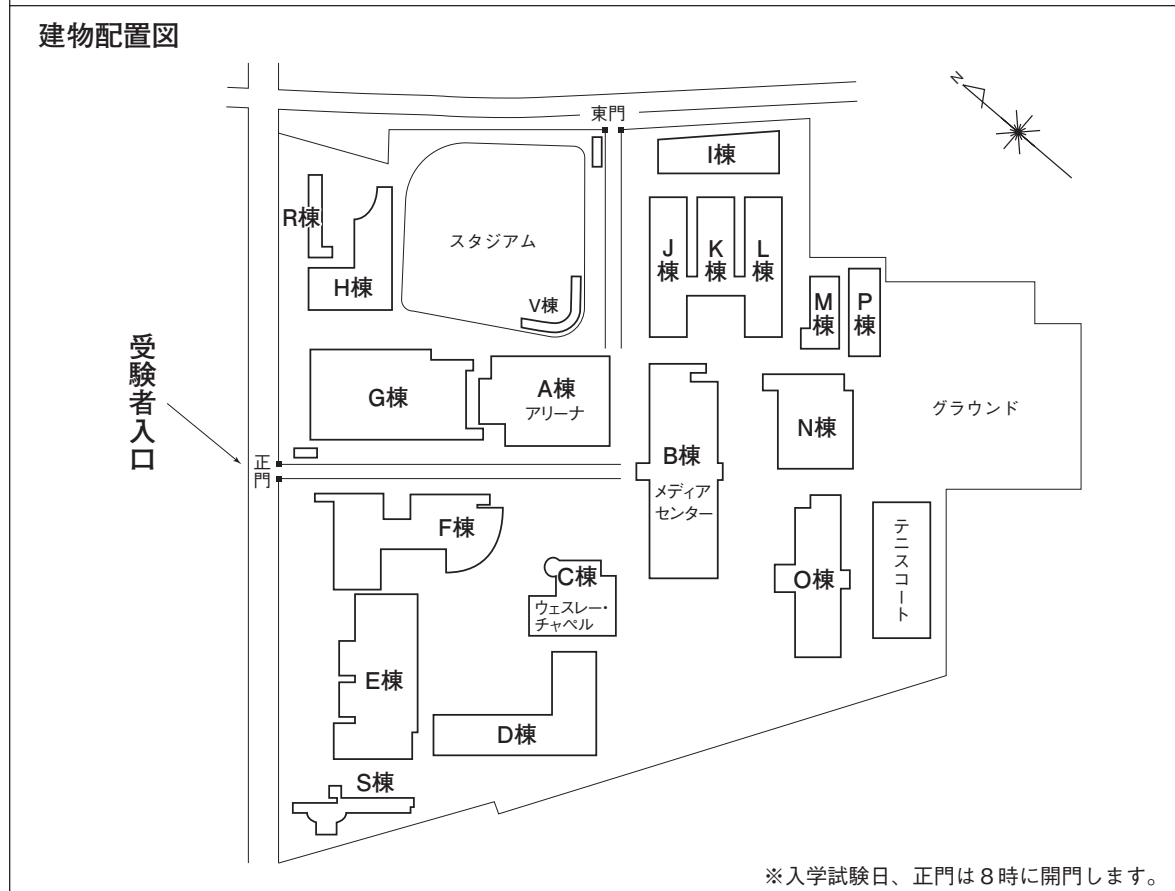 建物配置図
N
東門
I棟
R棟
スタジアム
J棟
K棟
L棟
H棟
V棟
M棟
P棟
受験者入口
G棟
A棟
アリーナ
グラウンド
N棟
正門
B棟
メディア
センター
F棟
テニスコート
C棟
ウェスレー・
チャペル
O棟
E棟
D棟
S棟
※入学試験日、正門は8時に開門します。